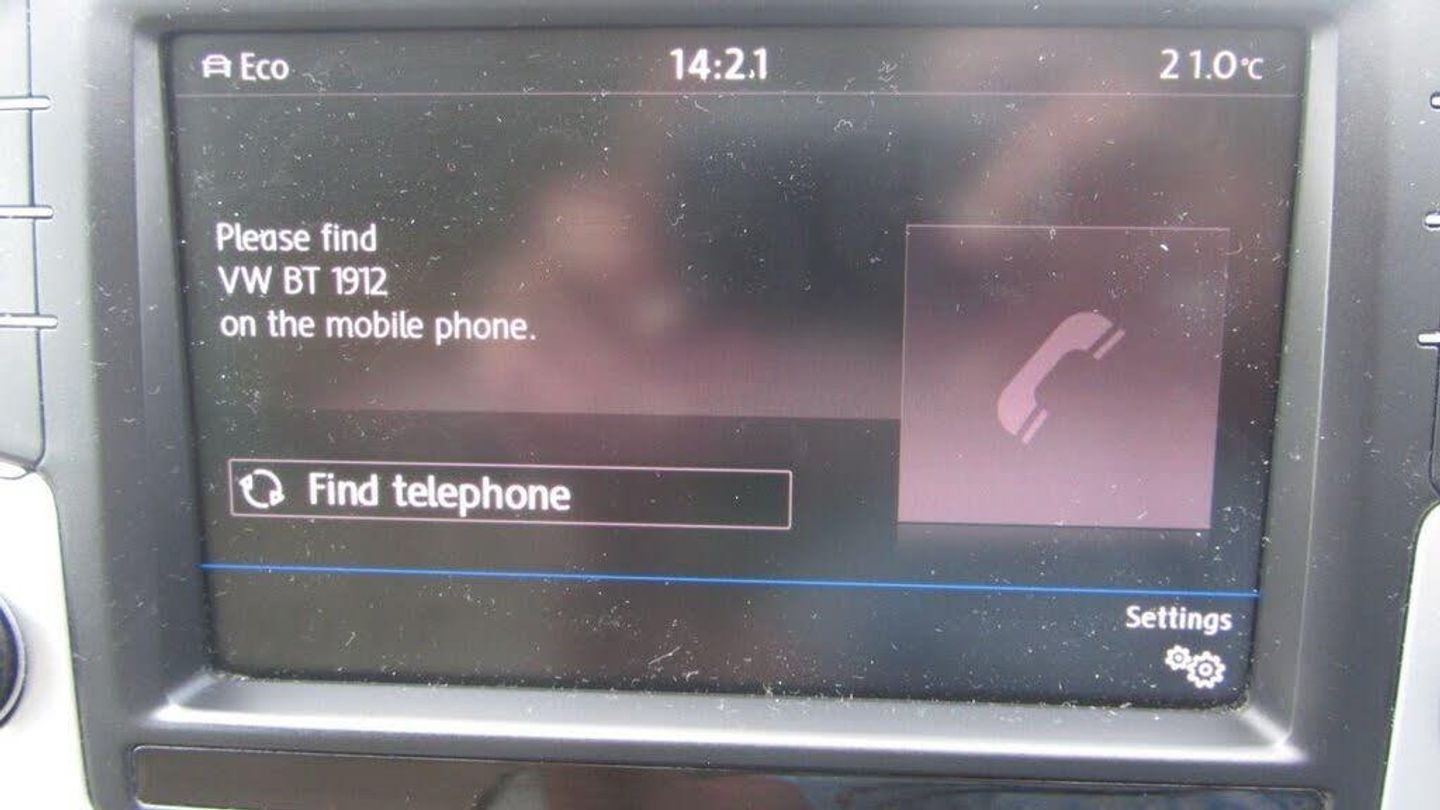 Eco 14:21 21.0°C
Please find
VW BT 1912
on the mobile phone.
Find telephone
Settings